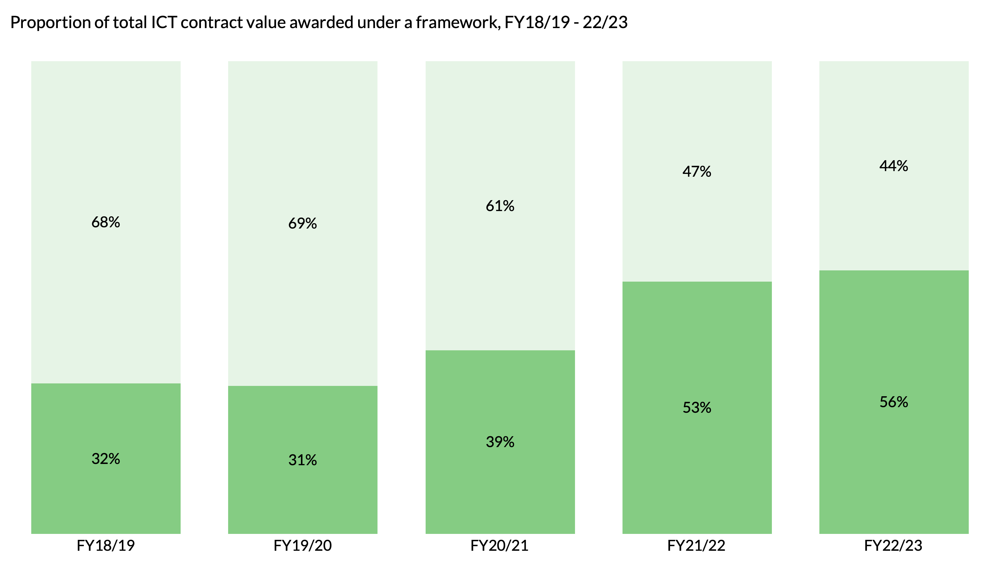 Proportion of total ICT contract value awarded under a framework, FY18/19 - 22/23
68%
69%
61%
47%
44%
32%
31%
39%
53%
56%
FY18/19
FY19/20
FY20/21
FY21/22
FY22/23